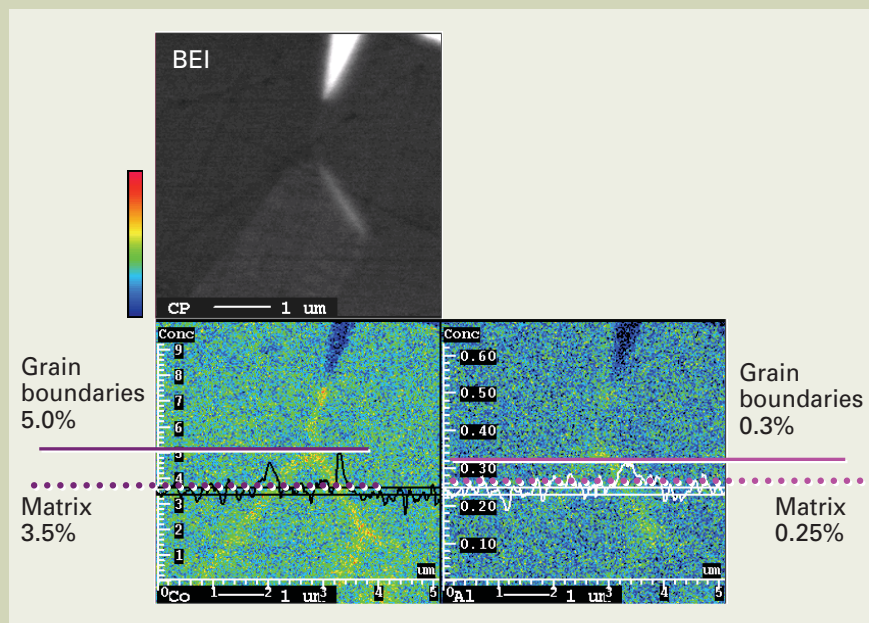 BEI
CP 1 um
Grain
boundaries
5.0%
Matrix
3.5%
Conc
9
8
7
6
5
4
3
2
1
0 1 2 3 4 5
um
Co 1 um
Conc
0.60
0.50
0.40
0.30
0.20
0.10
0 1 2 3 4 5
um
Al 1 um
Grain
boundaries
0.3%
Matrix
0.25%